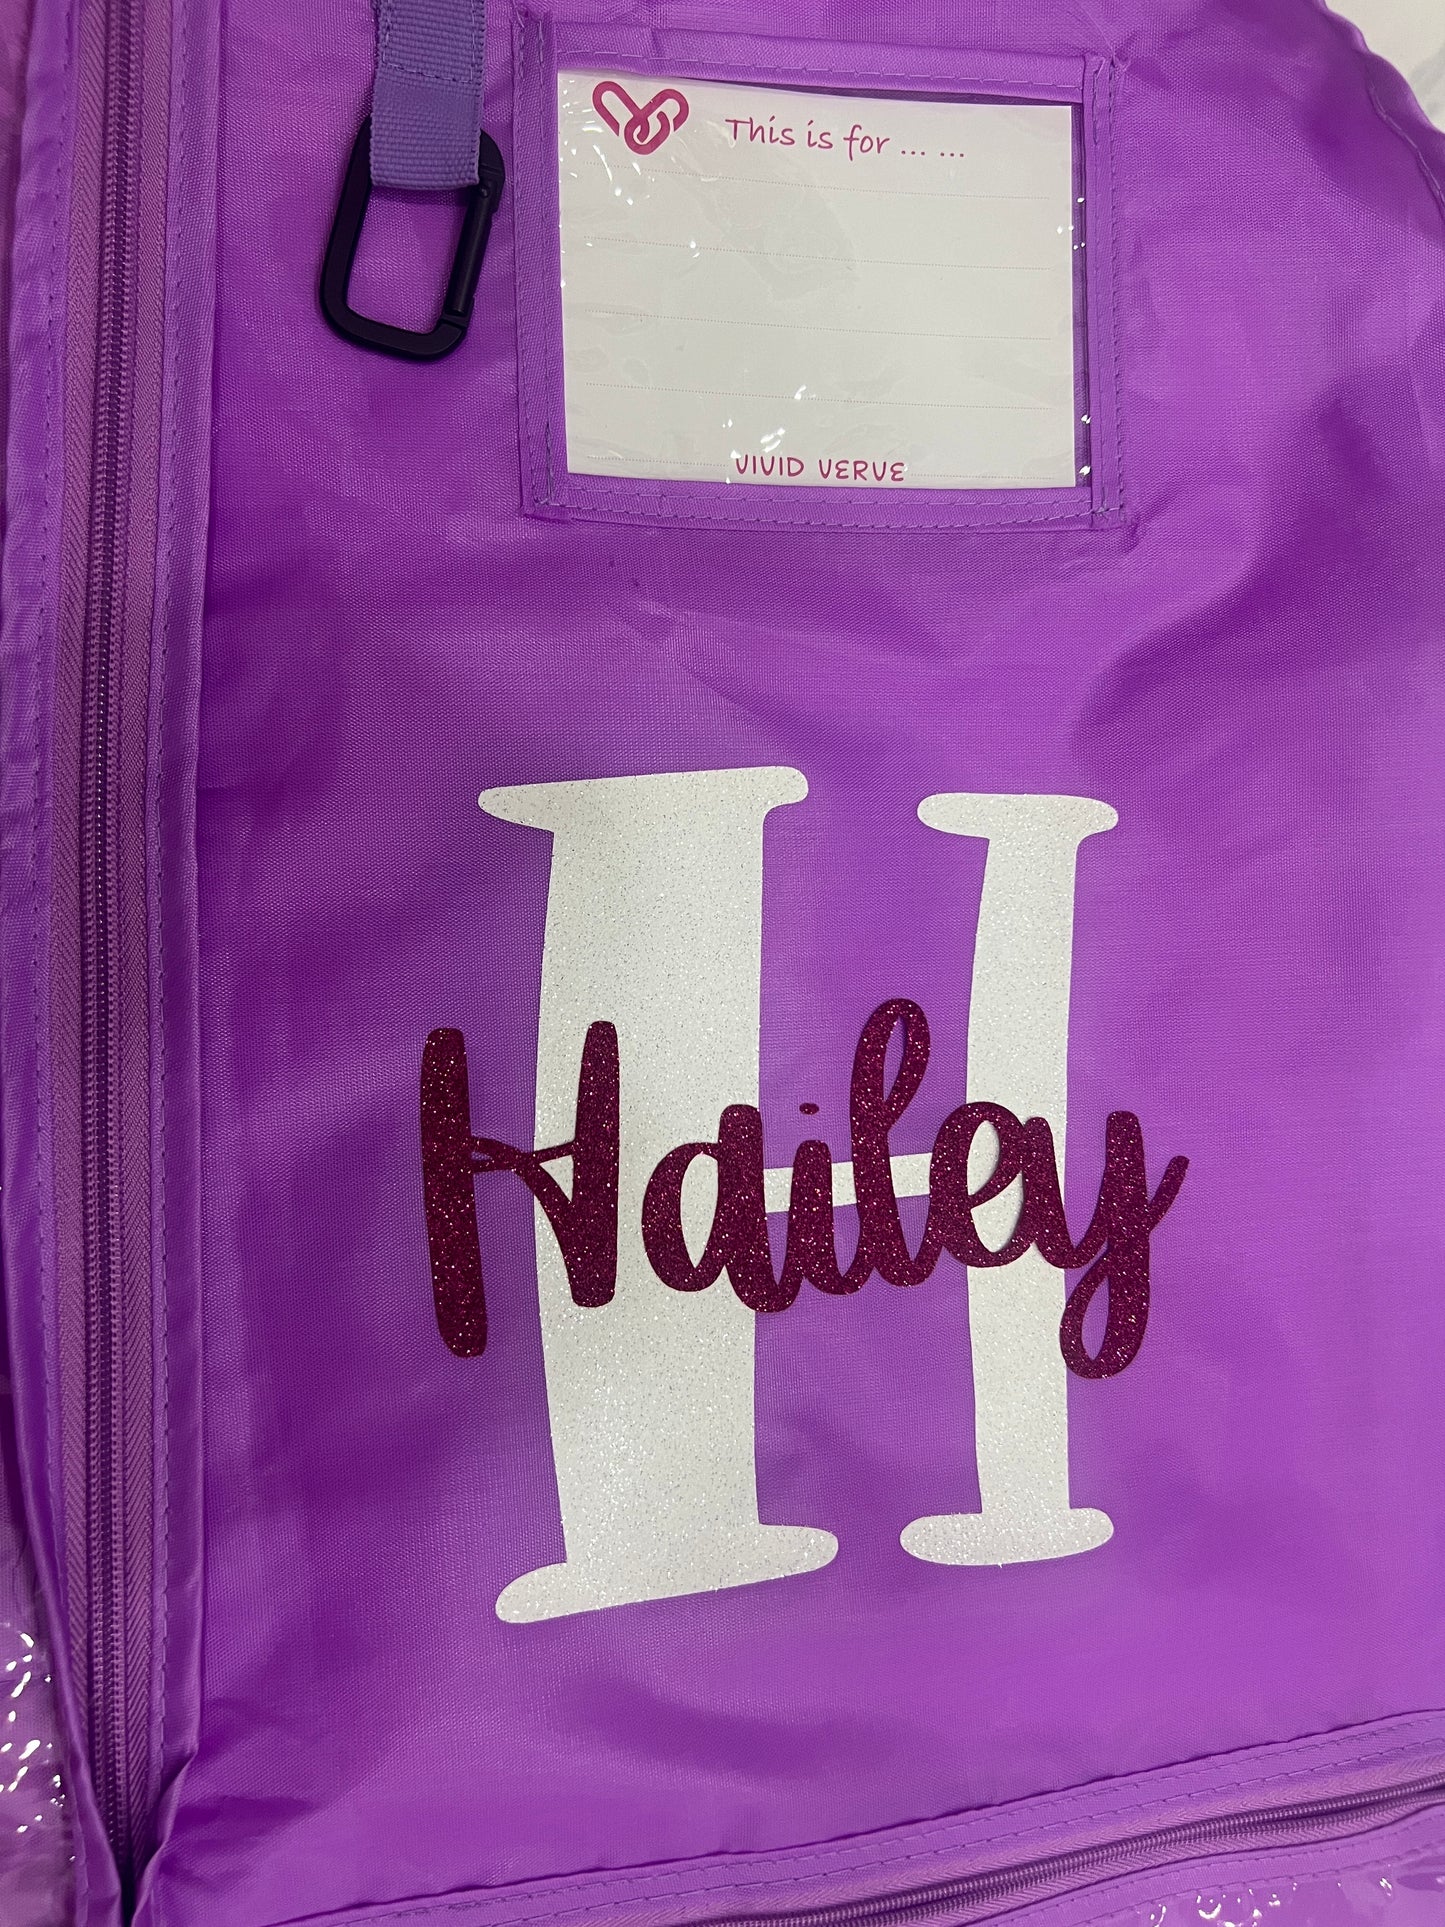 This is for ... ...
VIVID VERVE
H
Hailey